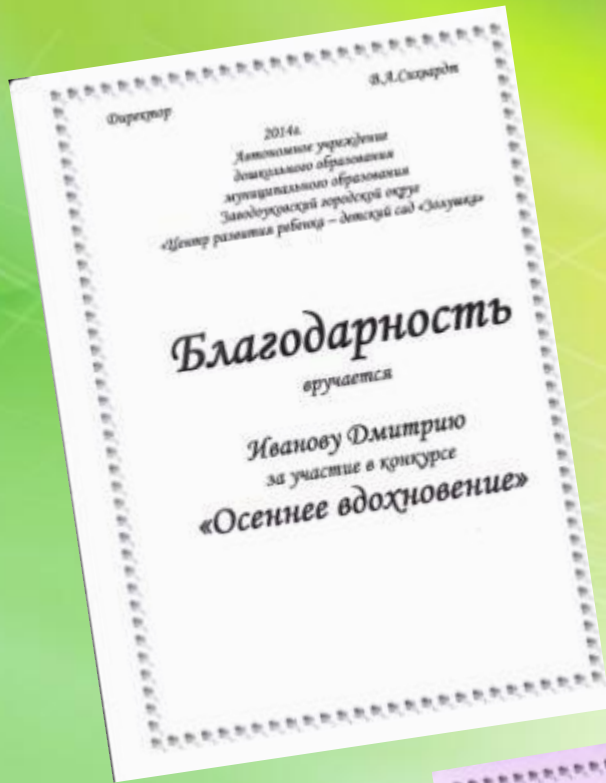 Директор В.А.Сихвардт
2014г.
Автономное учреждение
дошкольного образования
муниципального образования
Заводоуковский городской округ
«Центр развития ребенка – детский сад «Золушка»
Благодарность
вручается
Иванову Дмитрию
за участие в конкурсе
«Осеннее вдохновение»